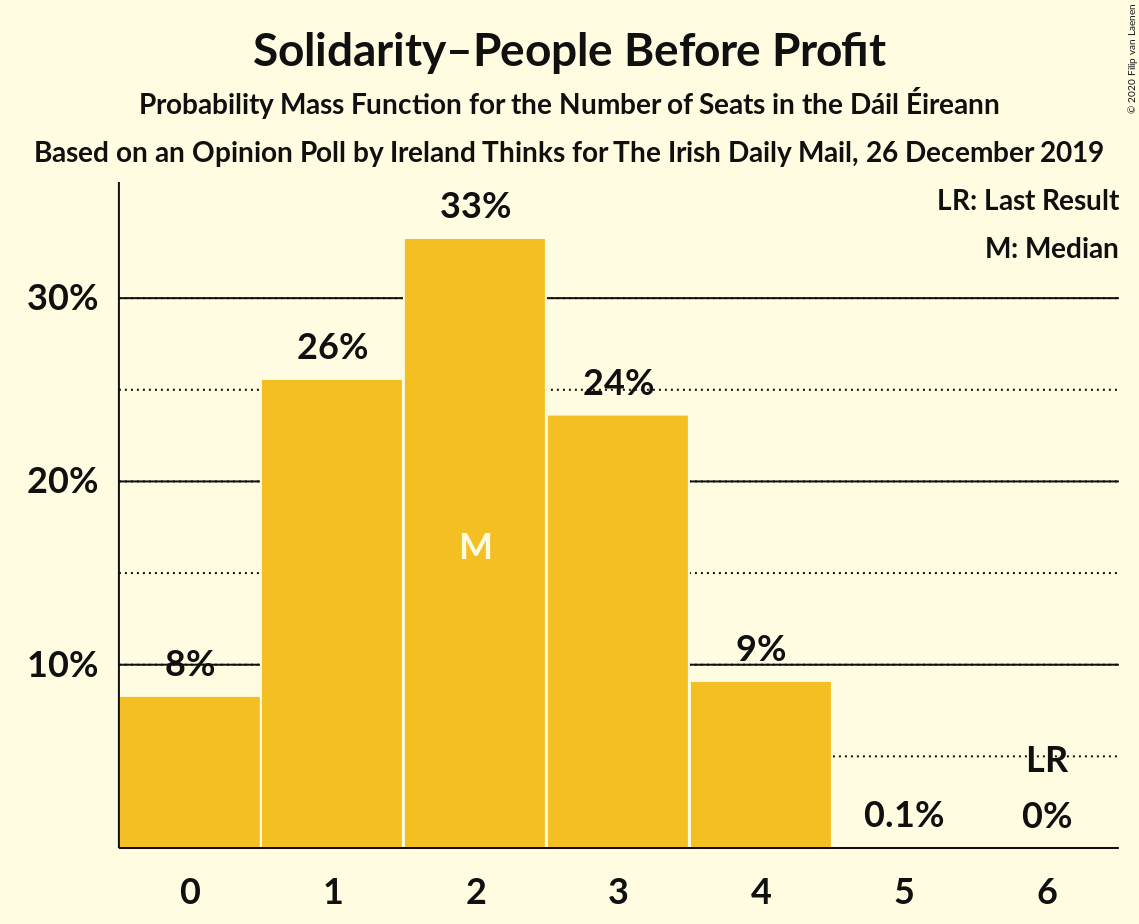 Solidarity–People Before Profit
Probability Mass Function for the Number of Seats in the Dáil Éireann
Based on an Opinion Poll by Ireland Thinks for The Irish Daily Mail, 26 December 2019
© 2020 Filip van Laenen
LR: Last Result
M: Median
33%
30%
26%
24%
20%
M
10%
8%
9%
LR
0.1%
0%
0 1 2 3 4 5 6